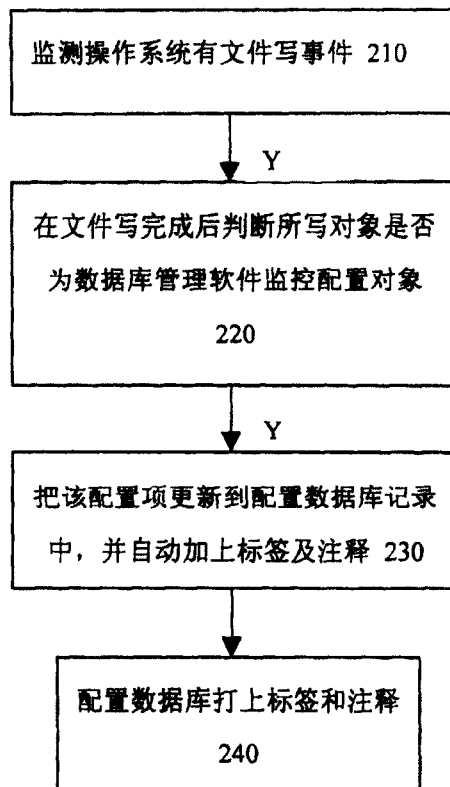 监测操作系统有文件写事件 210
Y
在文件写完成后判断所写对象是否
为数据库管理软件监控配置对象
220
Y
把该配置项更新到配置数据库记录
中，并自动加上标签及注释 230
配置数据库打上标签和注释
240